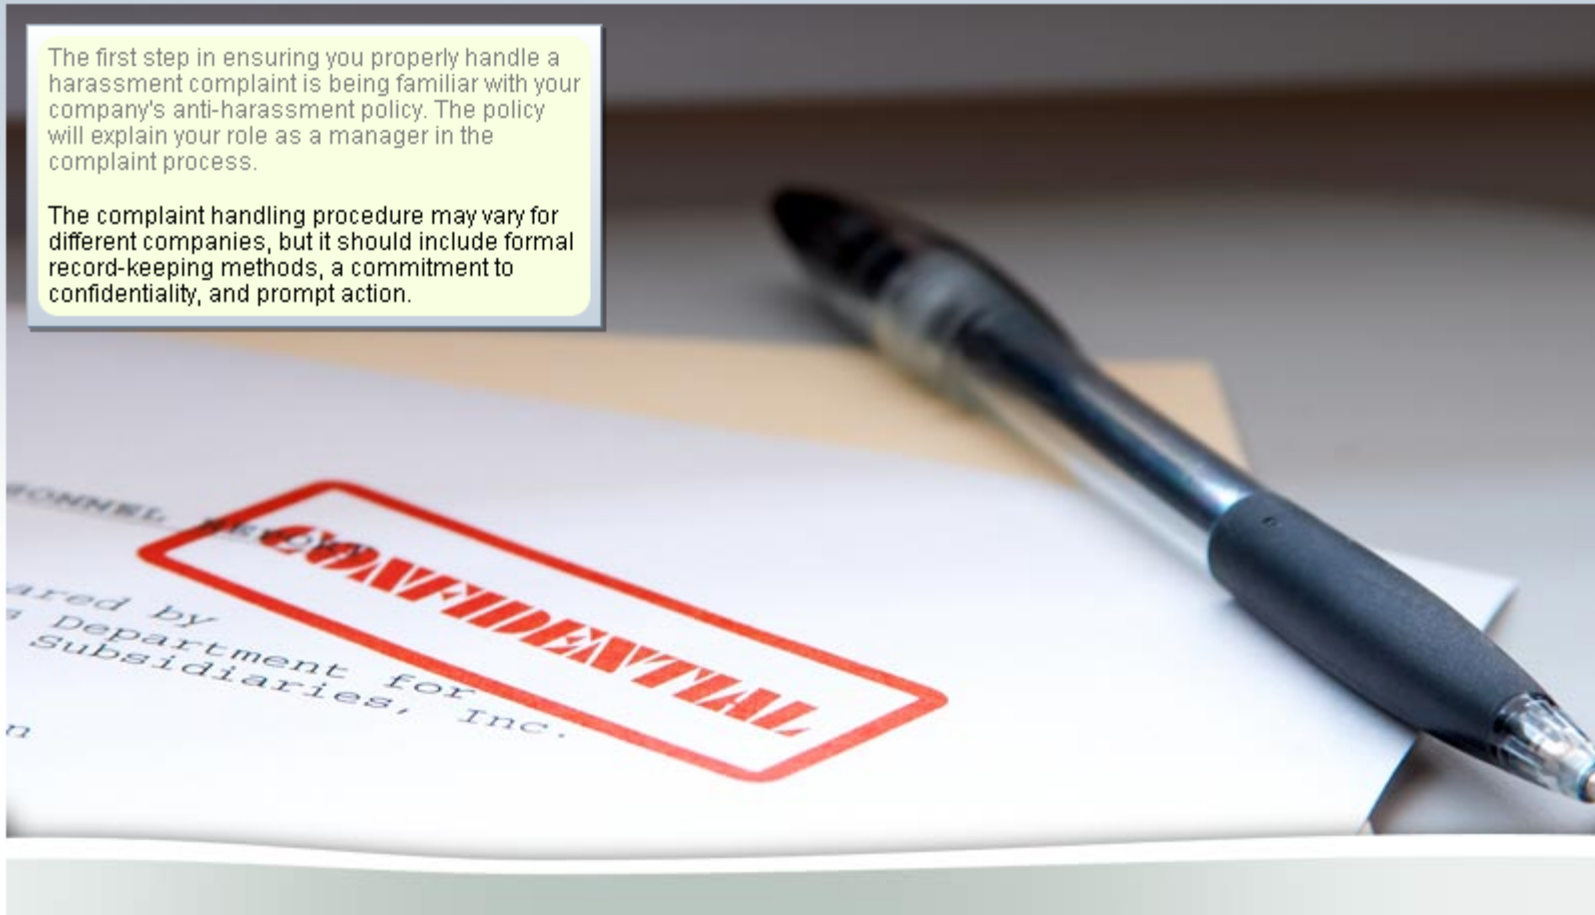 The first step in ensuring you properly handle a
harassment complaint is being familiar with your
company's anti-harassment policy. The policy
will explain your role as a manager in the
complaint process.
The complaint handling procedure may vary for
different companies, but it should include formal
record-keeping methods, a commitment to
confidentiality, and prompt action.
CONFIDENTIAL
by
Department for
Subsidiaries, Inc.